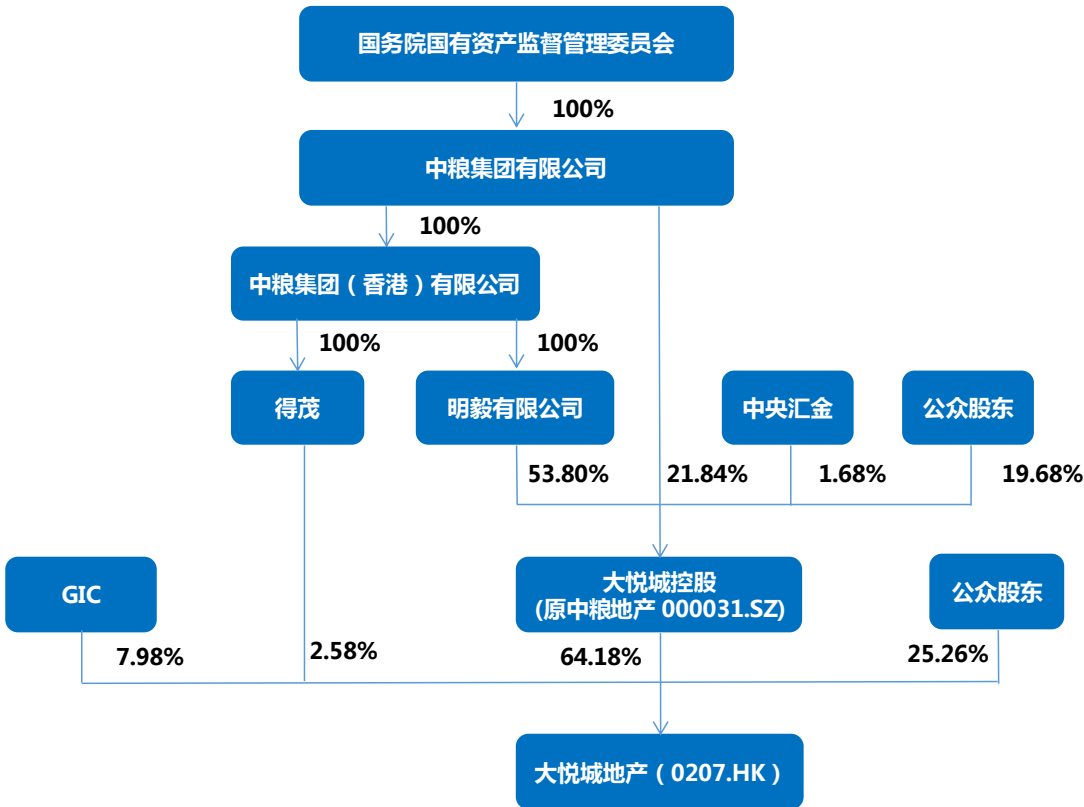 国务院国有资产监督管理委员会
100%
中粮集团有限公司
100%
中粮集团（香港）有限公司
100%
100%
得茂
明毅有限公司
中央汇金
公众股东
53.80%
21.84%
1.68%
19.68%
GIC
大悦城控股
(原中粮地产 000031.SZ)
公众股东
7.98%
2.58%
64.18%
25.26%
大悦城地产（0207.HK）